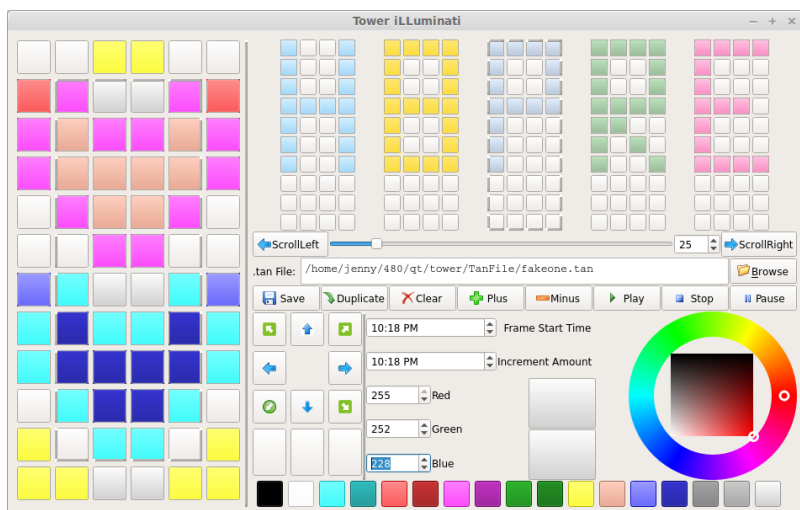 Tower iLLuminati
ScrollLeft 25 ScrollRight
.tan File: /home/jenny/480/qt/tower/TanFile/fakeone.tan Browse
Save Duplicate Clear Plus Minus Play Stop Pause
10:18 PM Frame Start Time
10:18 PM Increment Amount
255 Red
252 Green
228 Blue